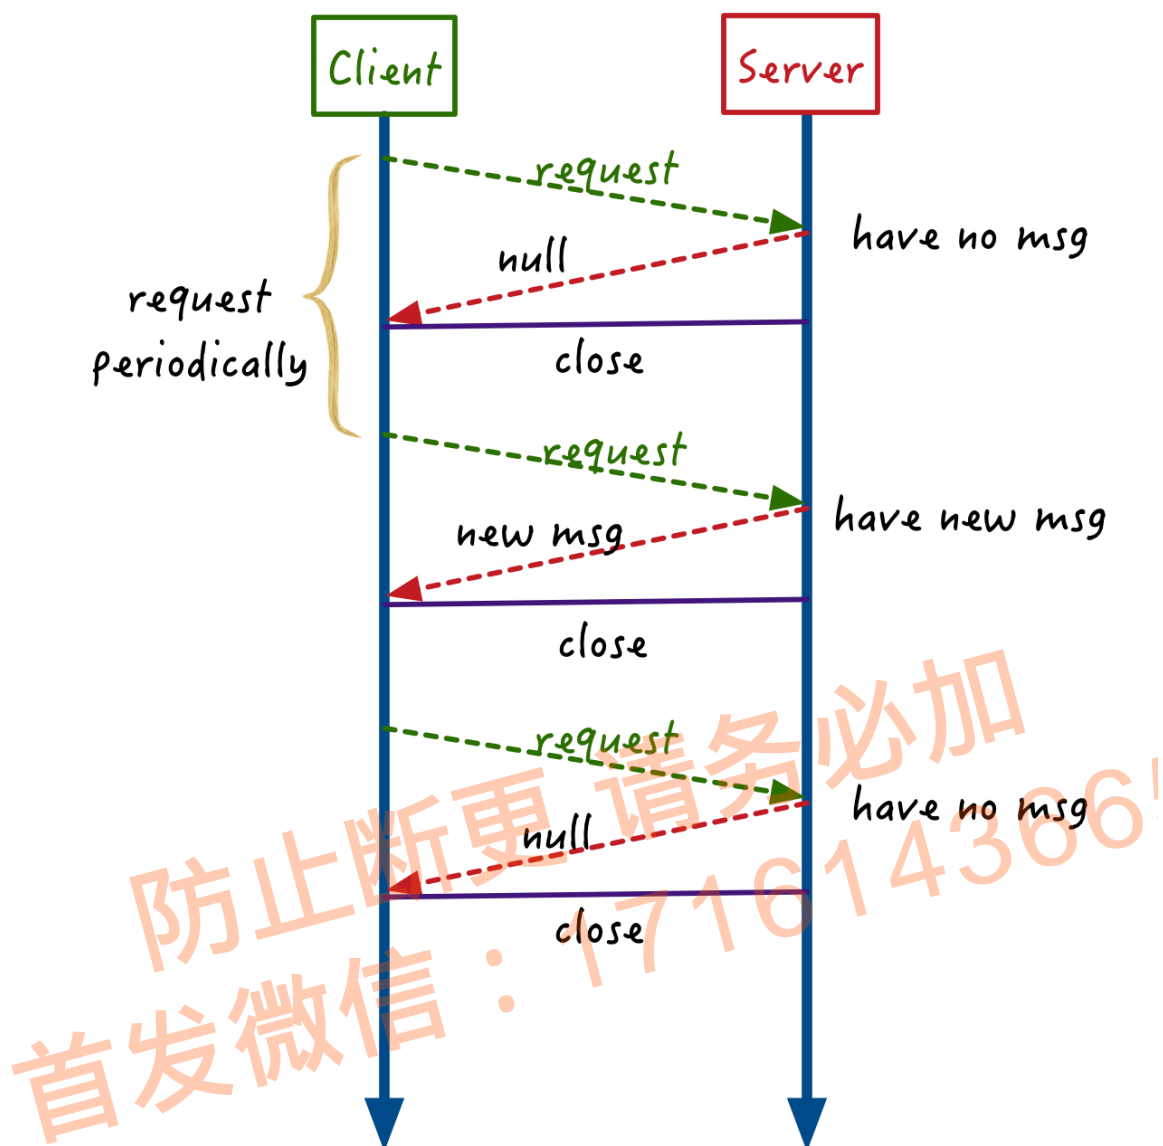 Client
Server
request
have no msg
null
request
periodically
close
request
have new msg
new msg
close
request
have no msg
null
close
防止断更 请务必加
首发微信：17161436